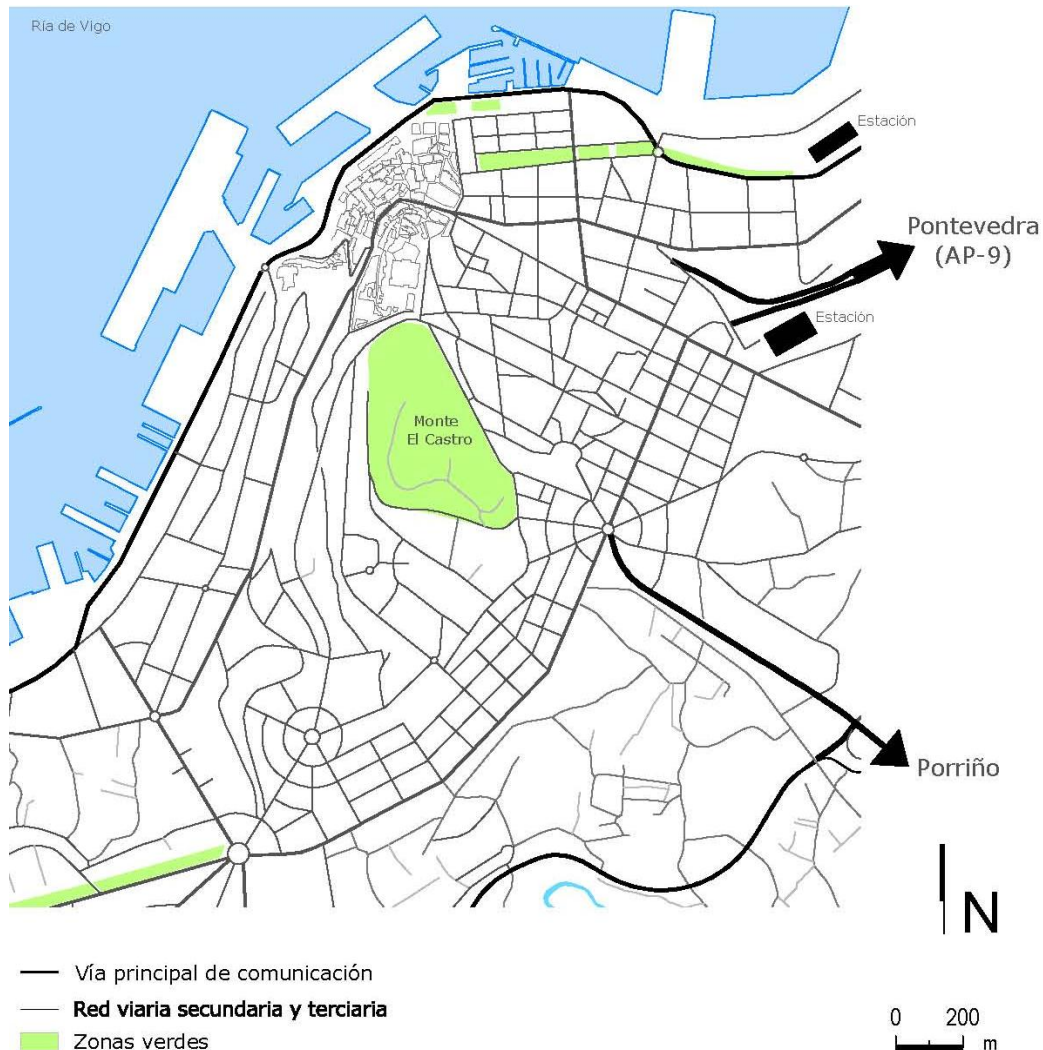 Ría de Vigo
Estación
Pontevedra
(AP-9)
Estación
Monte
El Castro
Porriño
N
Vía principal de comunicación
Red viaria secundaria y terciaria
Zonas verdes
0 200
m